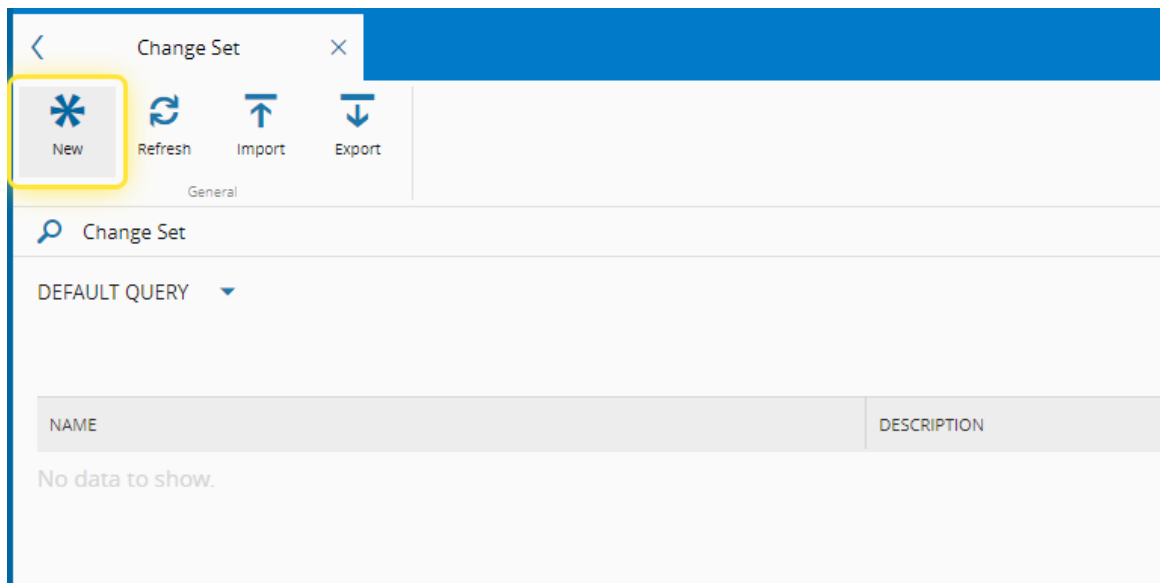 Change Set
New Refresh Import Export
General
Change Set
DEFAULT QUERY
NAME DESCRIPTION
No data to show.